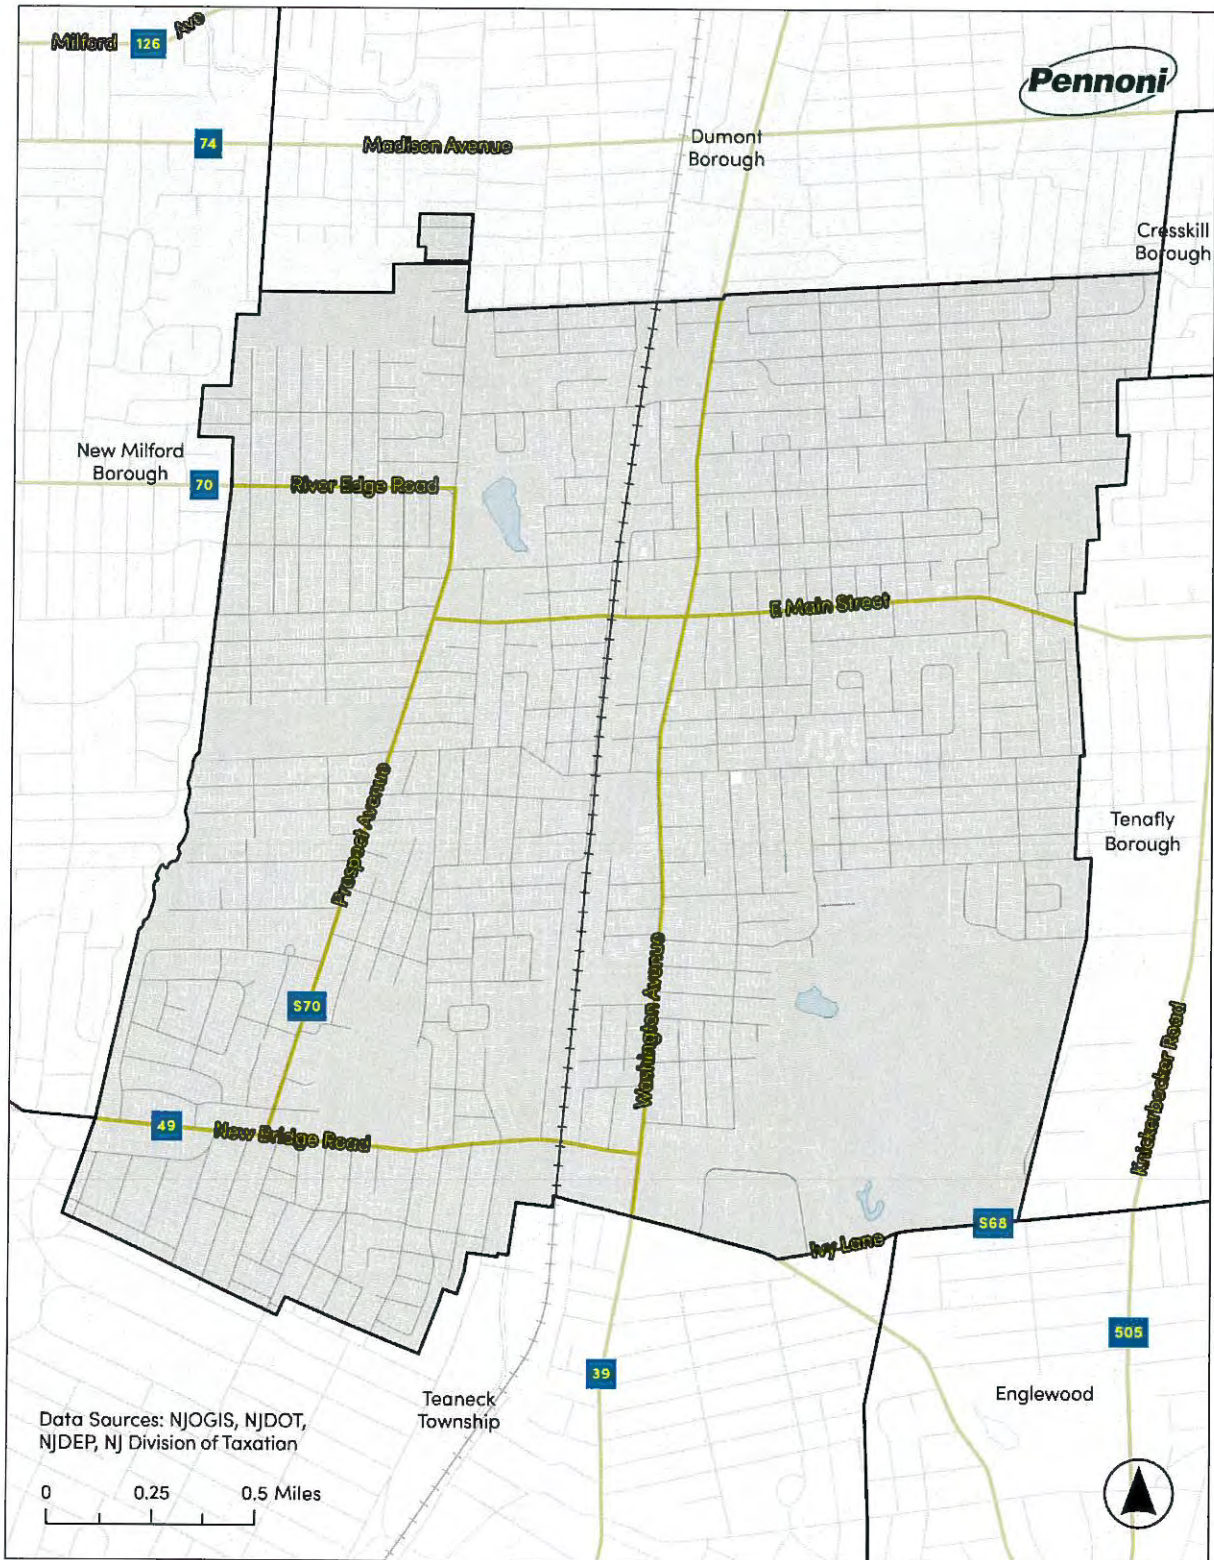 Milford
126
Ave
Pennoni
74
Madison Avenue
Dumont
Borough
Cresskill
Borough
New Milford
Borough
70
River Edge Road
E Main Street
Prospect Avenue
Tenafly
Borough
Washington Avenue
S70
Knickerbocker Road
49
New Bridge Road
S68
Ivy Lane
505
39
Teaneck
Township
Englewood
Data Sources: NJOGIS, NJDOT,
NJDEP, NJ Division of Taxation
0 0.25 0.5 Miles